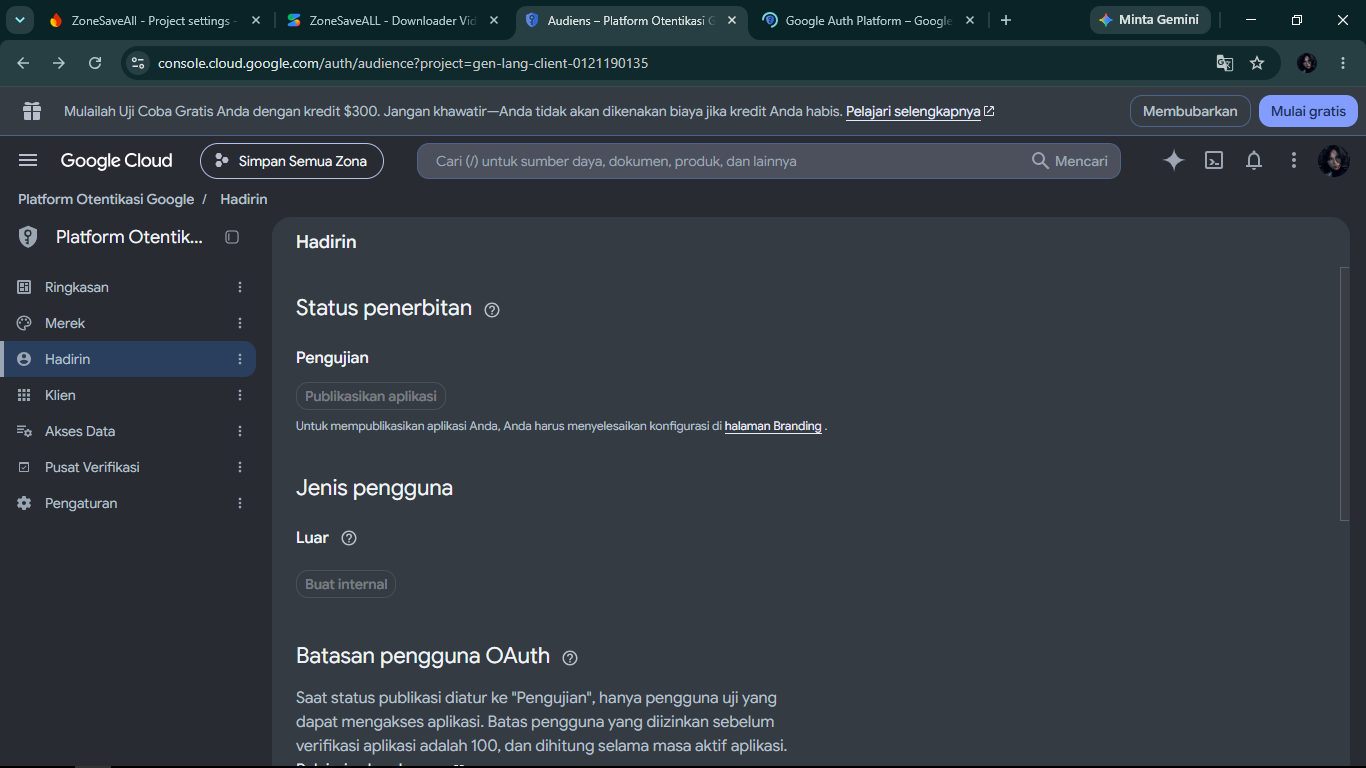 ZoneSaveAll - Project settings -
ZoneSaveALL - Downloader Vid
Audiens – Platform Otentikasi G
Google Auth Platform – Google
Minta Gemini
console.cloud.google.com/auth/audience?project=gen-lang-client-0121190135
Mulailah Uji Coba Gratis Anda dengan kredit $300. Jangan khawatir—Anda tidak akan dikenakan biaya jika kredit Anda habis. Pelajari selengkapnya
Membubarkan
Mulai gratis
Google Cloud
Simpan Semua Zona
Cari (/) untuk sumber daya, dokumen, produk, dan lainnya
Mencari
Platform Otentikasi Google / Hadirin
Platform Otentik...
Ringkasan
Merek
Hadirin
Klien
Akses Data
Pusat Verifikasi
Pengaturan
Hadirin
Status penerbitan
Pengujian
Publikasikan aplikasi
Untuk mempublikasikan aplikasi Anda, Anda harus menyelesaikan konfigurasi di halaman Branding .
Jenis pengguna
Luar
Buat internal
Batasan pengguna OAuth
Saat status publikasi diatur ke "Pengujian", hanya pengguna uji yang
dapat mengakses aplikasi. Batas pengguna yang diizinkan sebelum
verifikasi aplikasi adalah 100, dan dihitung selama masa aktif aplikasi.